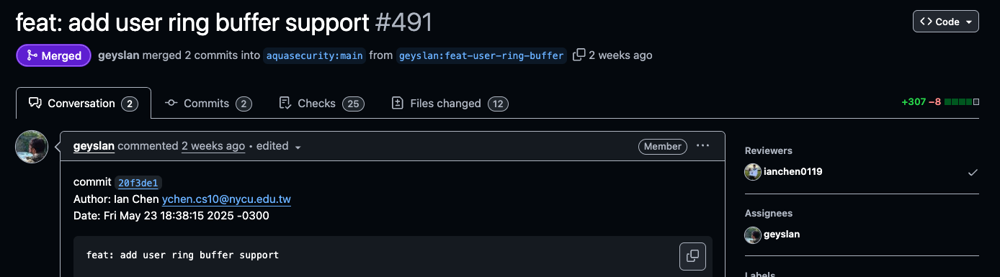 feat: add user ring buffer support #491
<> Code
Merged geyslan merged 2 commits into aquasecurity:main from geyslan:feat-user-ring-buffer 2 weeks ago
Conversation 2 Commits 2 Checks 25 Files changed 12
+307 −8
geyslan commented 2 weeks ago • edited
Member ...
commit 20f3de1
Author: Ian Chen ychen.cs10@nycu.edu.tw
Date: Fri May 23 18:38:15 2025 -0300
feat: add user ring buffer support
Reviewers
ianchen0119
Assignees
geyslan
Labels